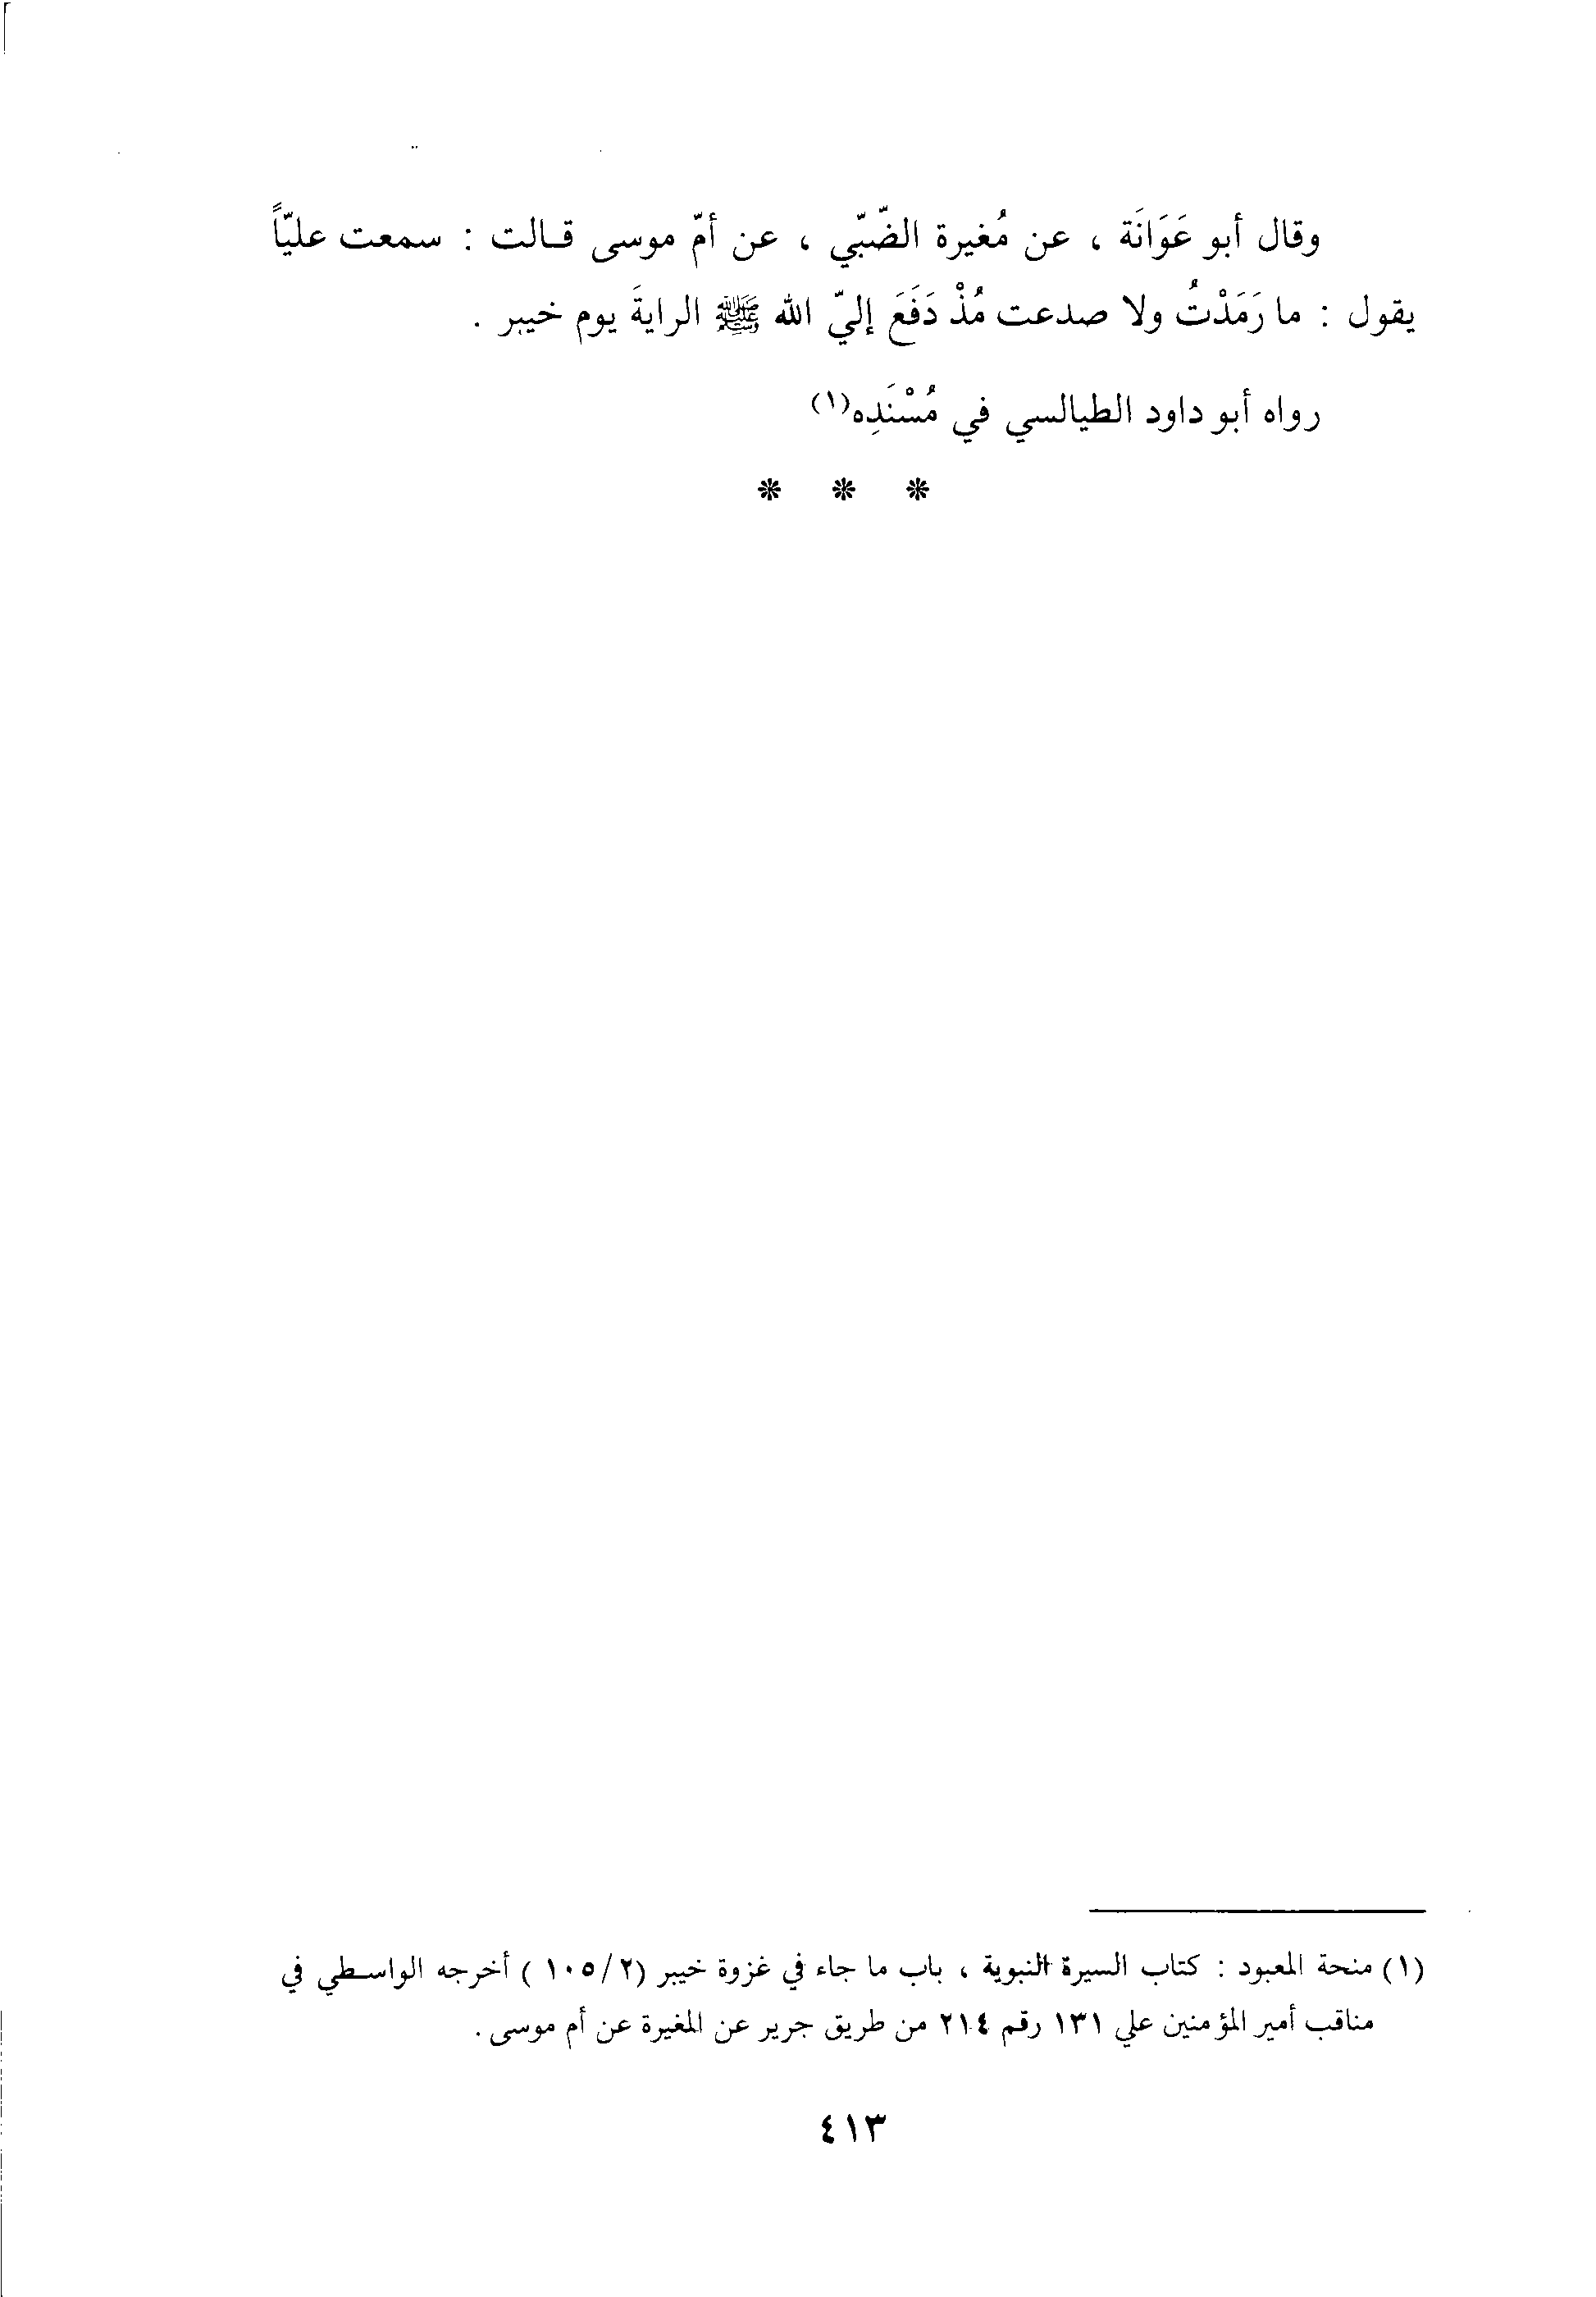 وقال أبو عَوَانَة ، عن مُغيرة الضّبّي ، عن أمّ موسى قـالت : سمعت عليّاً
يقول : ما رَمَدْتُ ولا صدعت مُذْ دَفَعَ إليّ الله ﷺ الرايةَ يوم خيبر .
رواه أبو داود الطيالسي في مُسْنَدِه(١)
* * *
(١) منحة المعبود : كتاب السيرة النبوية ، باب ما جاء في غزوة خيبر (٢/ ١٠٥ ) أخرجه الواسـطي في
مناقب أمير المؤمنين علي ١٣١ رقم ٢١٤ من طريق جرير عن المغيرة عن أم موسى .
٤١٣